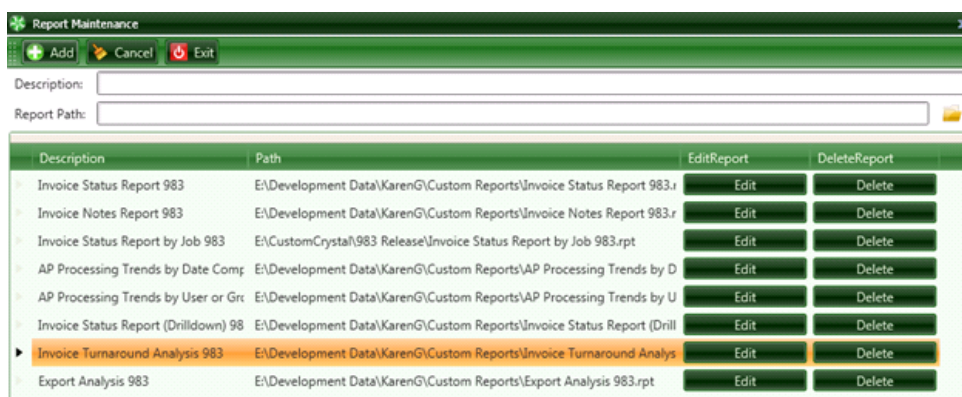 Report Maintenance
Add Cancel Exit
Description:
Report Path:
Description Path EditReport DeleteReport
Invoice Status Report 983 E:\Development Data\KarenG\Custom Reports\Invoice Status Report 983.r Edit Delete
Invoice Notes Report 983 E:\Development Data\KarenG\Custom Reports\Invoice Notes Report 983.r Edit Delete
Invoice Status Report by Job 983 E:\CustomCrystal\983 Release\Invoice Status Report by Job 983.rpt Edit Delete
AP Processing Trends by Date Comp E:\Development Data\KarenG\Custom Reports\AP Processing Trends by D Edit Delete
AP Processing Trends by User or Gro E:\Development Data\KarenG\Custom Reports\AP Processing Trends by U Edit Delete
Invoice Status Report (Drilldown) 98 E:\Development Data\KarenG\Custom Reports\Invoice Status Report (Drill Edit Delete
Invoice Turnaround Analysis 983 E:\Development Data\KarenG\Custom Reports\Invoice Turnaround Analys Edit Delete
Export Analysis 983 E:\Development Data\KarenG\Custom Reports\Export Analysis 983.rpt Edit Delete